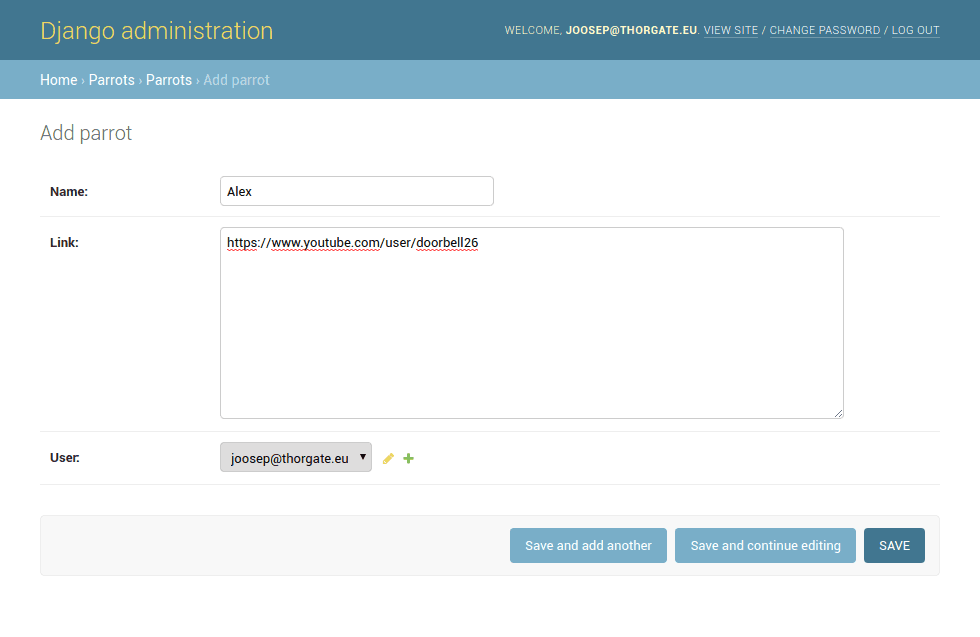 Django administration
WELCOME, JOOSEP@THORGATE.EU. VIEW SITE / CHANGE PASSWORD / LOG OUT
Home › Parrots › Parrots › Add parrot
Add parrot
Name: Alex
Link: https://www.youtube.com/user/doorbell26
User: joosep@thorgate.eu
Save and add another Save and continue editing SAVE